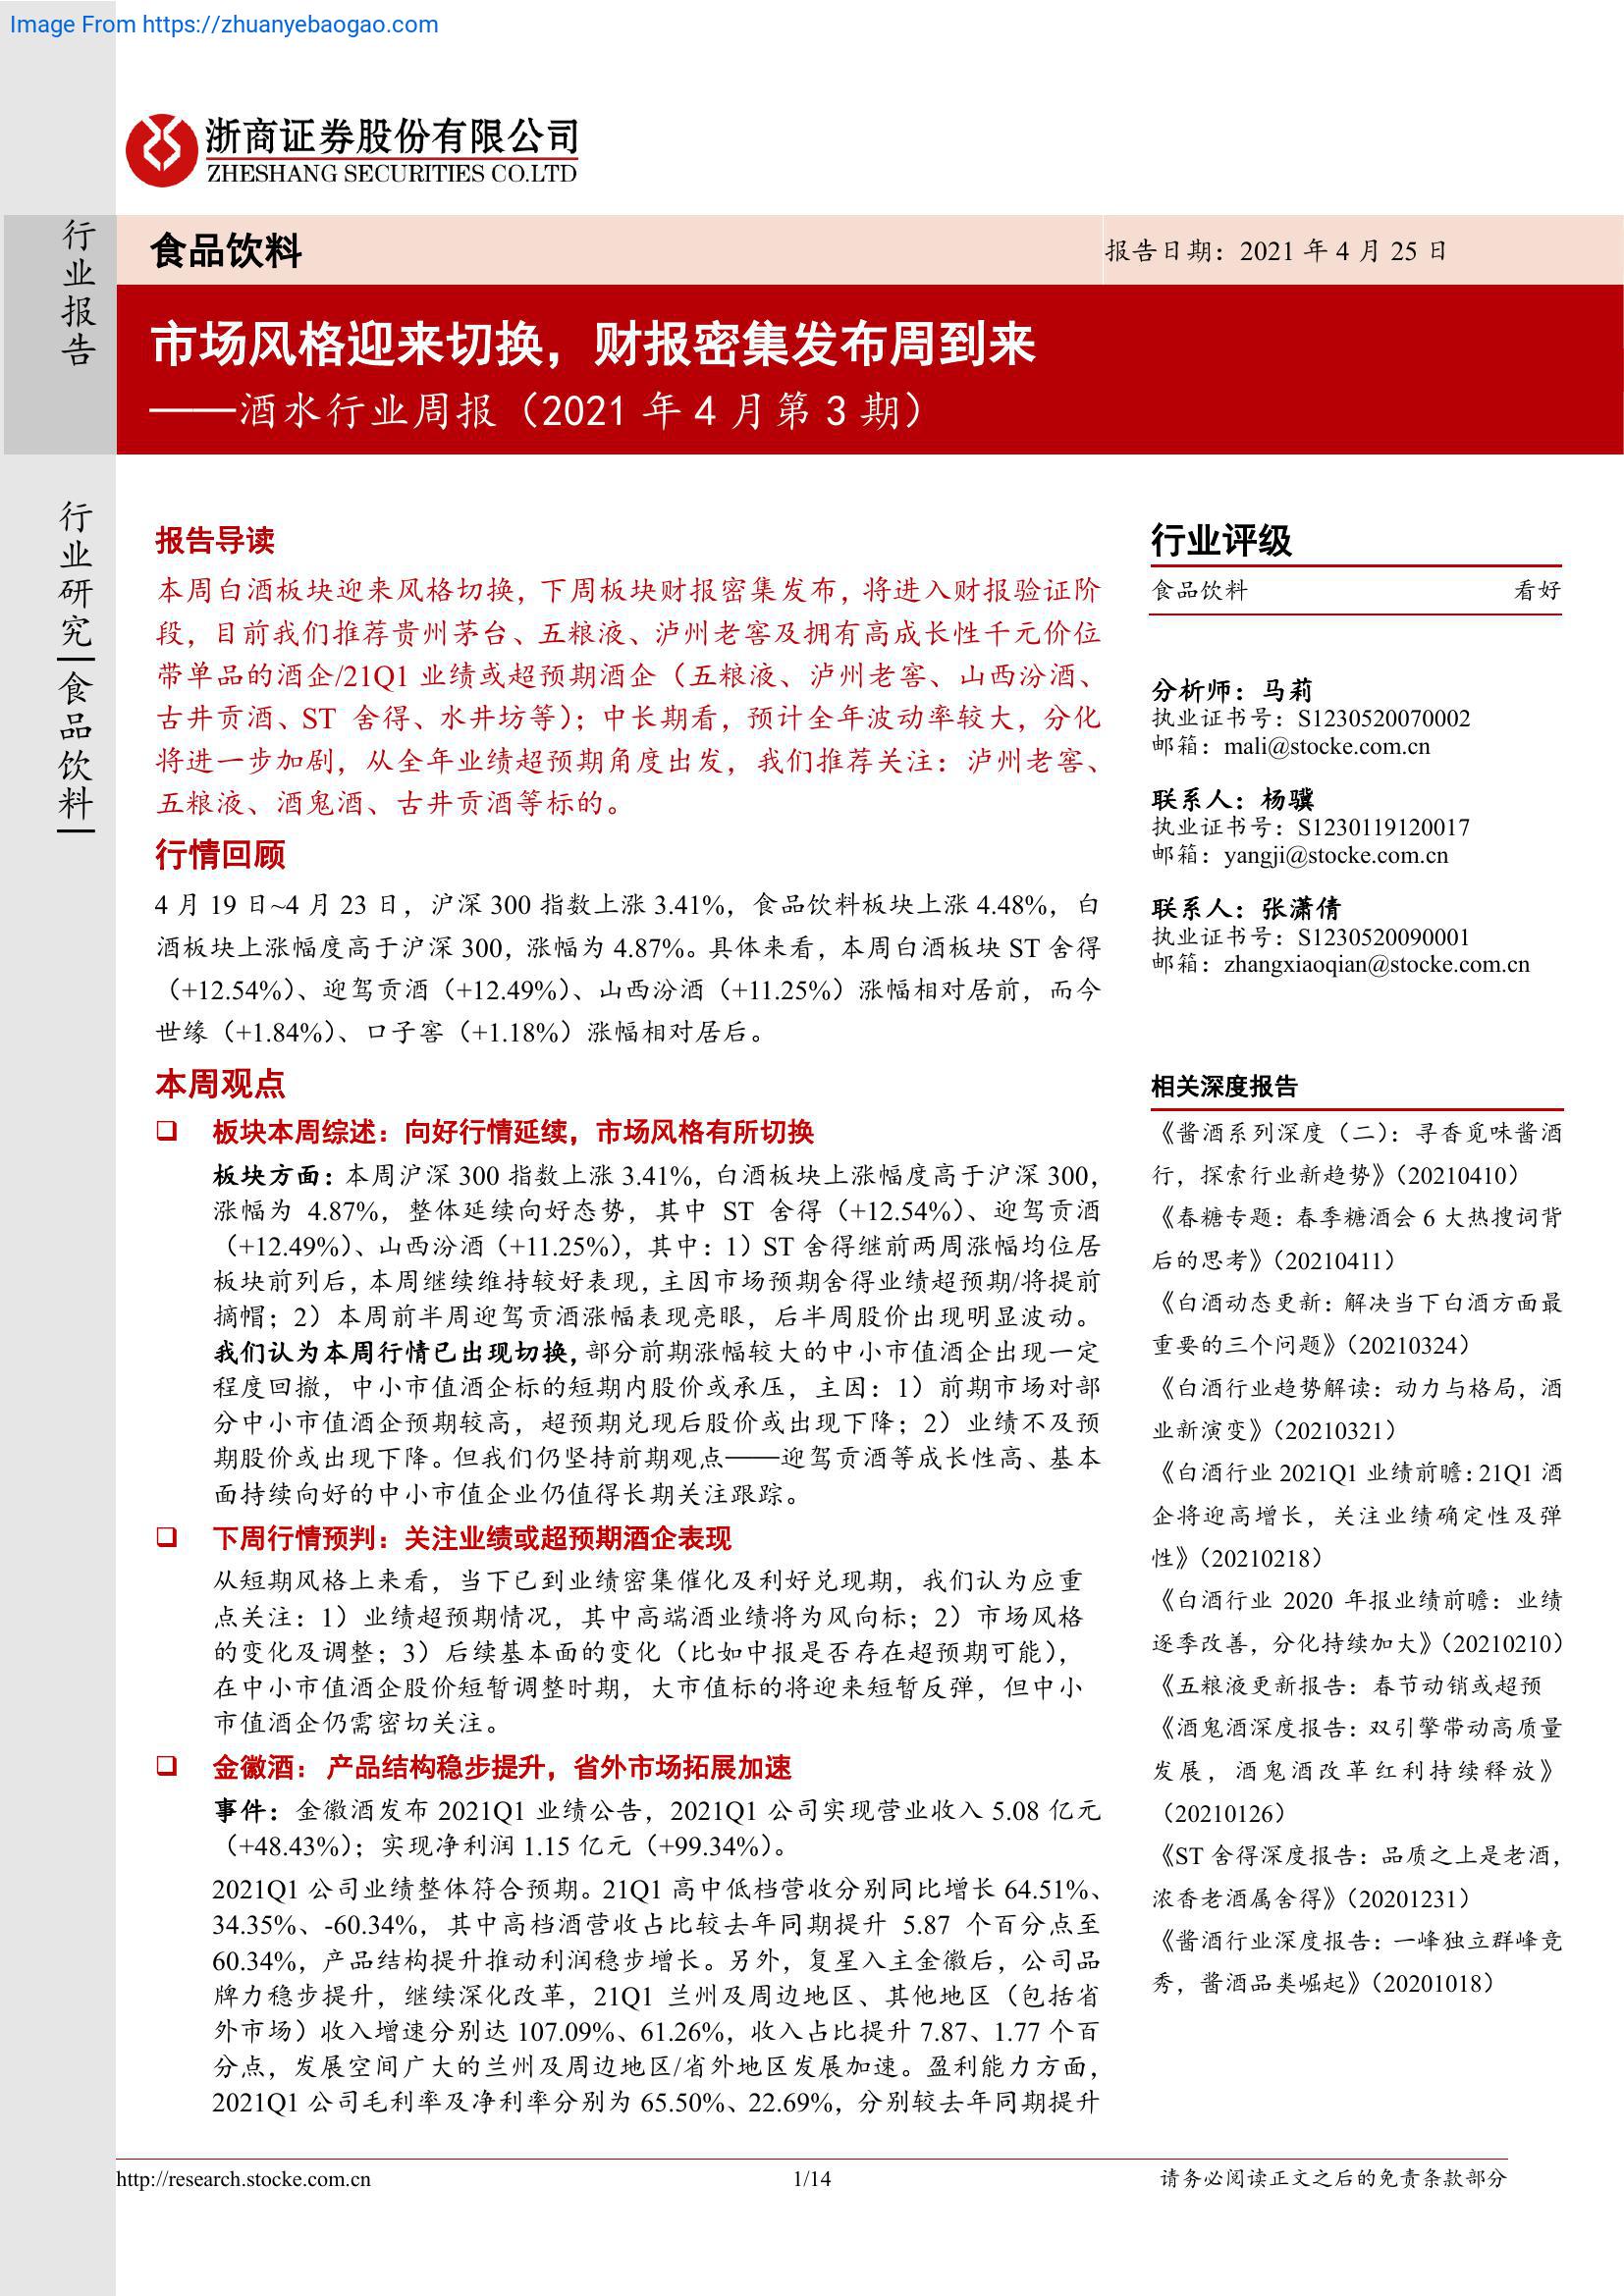 Image From https://zhuanyebaogao.com
浙商证券股份有限公司
ZHESHANG SECURITIES CO.LTD
行业报告
食品饮料
报告日期：2021 年 4 月 25 日
市场风格迎来切换，财报密集发布周到来
——酒水行业周报（2021 年 4 月第 3 期）
行业研究
食品饮料
报告导读
本周白酒板块迎来风格切换，下周板块财报密集发布，将进入财报验证阶
段，目前我们推荐贵州茅台、五粮液、泸州老窖及拥有高成长性千元价位
带单品的酒企/21Q1 业绩或超预期酒企（五粮液、泸州老窖、山西汾酒、
古井贡酒、ST 舍得、水井坊等）；中长期看，预计全年波动率较大，分化
将进一步加剧，从全年业绩超预期角度出发，我们推荐关注：泸州老窖、
五粮液、酒鬼酒、古井贡酒等标的。
行情回顾
4 月 19 日~4 月 23 日，沪深 300 指数上涨 3.41%，食品饮料板块上涨 4.48%，白
酒板块上涨幅度高于沪深 300，涨幅为 4.87%。具体来看，本周白酒板块 ST 舍得
（+12.54%）、迎驾贡酒（+12.49%）、山西汾酒（+11.25%）涨幅相对居前，而今
世缘（+1.84%）、口子窖（+1.18%）涨幅相对居后。
本周观点
❑ 板块本周综述：向好行情延续，市场风格有所切换
板块方面：本周沪深 300 指数上涨 3.41%，白酒板块上涨幅度高于沪深 300，
涨幅为 4.87%，整体延续向好态势，其中 ST 舍得（+12.54%）、迎驾贡酒
（+12.49%）、山西汾酒（+11.25%），其中：1）ST 舍得继前两周涨幅均位居
板块前列后，本周继续维持较好表现，主因市场预期舍得业绩超预期/将提前
摘帽；2）本周前半周迎驾贡酒涨幅表现亮眼，后半周股价出现明显波动。
我们认为本周行情已出现切换，部分前期涨幅较大的中小市值酒企出现一定
程度回撤，中小市值酒企标的短期内股价或承压，主因：1）前期市场对部
分中小市值酒企预期较高，超预期兑现后股价或出现下降；2）业绩不及预
期股价或出现下降。但我们仍坚持前期观点——迎驾贡酒等成长性高、基本
面持续向好的中小市值企业仍值得长期关注跟踪。
❑ 下周行情预判：关注业绩或超预期酒企表现
从短期风格上来看，当下已到业绩密集催化及利好兑现期，我们认为应重
点关注：1）业绩超预期情况，其中高端酒业绩将为风向标；2）市场风格
的变化及调整；3）后续基本面的变化（比如中报是否存在超预期可能），
在中小市值酒企股价短暂调整时期，大市值标的将迎来短暂反弹，但中小
市值酒企仍需密切关注。
❑ 金徽酒：产品结构稳步提升，省外市场拓展加速
事件：金徽酒发布 2021Q1 业绩公告，2021Q1 公司实现营业收入 5.08 亿元
（+48.43%）；实现净利润 1.15 亿元（+99.34%）。
2021Q1 公司业绩整体符合预期。21Q1 高中低档营收分别同比增长 64.51%、
34.35%、-60.34%，其中高档酒营收占比较去年同期提升 5.87 个百分点至
60.34%，产品结构提升推动利润稳步增长。另外，复星入主金徽后，公司品
牌力稳步提升，继续深化改革，21Q1 兰州及周边地区、其他地区（包括省
外市场）收入增速分别达 107.09%、61.26%，收入占比提升 7.87、1.77 个百
分点，发展空间广大的兰州及周边地区/省外地区发展加速。盈利能力方面，
2021Q1 公司毛利率及净利率分别为 65.50%、22.69%，分别较去年同期提升
行业评级
食品饮料 看好
分析师：马莉
执业证书号：S1230520070002
邮箱：mali@stocke.com.cn
联系人：杨骥
执业证书号：S1230119120017
邮箱：yangji@stocke.com.cn
联系人：张潇倩
执业证书号：S1230520090001
邮箱：zhangxiaoqian@stocke.com.cn
相关深度报告
《酱酒系列深度（二）：寻香觅味酱酒
行，探索行业新趋势》（20210410）
《春糖专题：春季糖酒会 6 大热搜词背
后的思考》（20210411）
《白酒动态更新：解决当下白酒方面最
重要的三个问题》（20210324）
《白酒行业趋势解读：动力与格局，酒
业新演变》（20210321）
《白酒行业 2021Q1 业绩前瞻：21Q1 酒
企将迎高增长，关注业绩确定性及弹
性》（20210218）
《白酒行业 2020 年报业绩前瞻：业绩
逐季改善，分化持续加大》（20210210）
《五粮液更新报告：春节动销或超预
《酒鬼酒深度报告：双引擎带动高质量
发展，酒鬼酒改革红利持续释放》
（20210126）
《ST 舍得深度报告：品质之上是老酒，
浓香老酒属舍得》（20201231）
《酱酒行业深度报告：一峰独立群峰竞
秀，酱酒品类崛起》（20201018）
http://research.stocke.com.cn
1/14
请务必阅读正文之后的免责条款部分